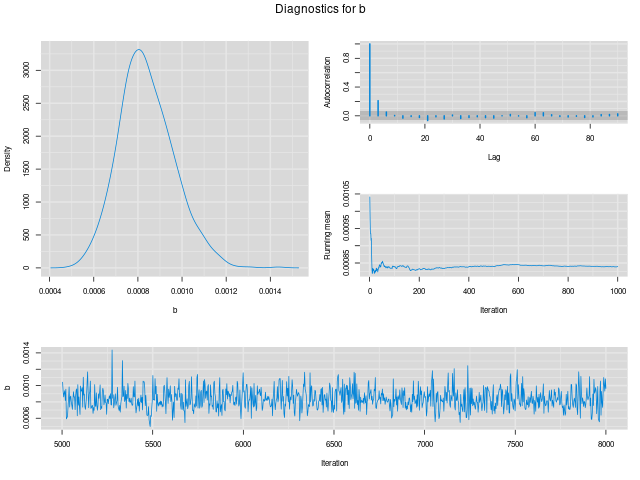 Diagnostics for b
Density
0 500 1000 1500 2000 2500 3000
0.0004 0.0006 0.0008 0.0010 0.0012 0.0014
b
Autocorrelation
0.0 0.4 0.8
0 20 40 60 80
Lag
Running mean
0.00085 0.00095 0.00105
0 200 400 600 800 1000
Iteration
b
0.0006 0.0010 0.0014
5000 5500 6000 6500 7000 7500 8000
Iteration